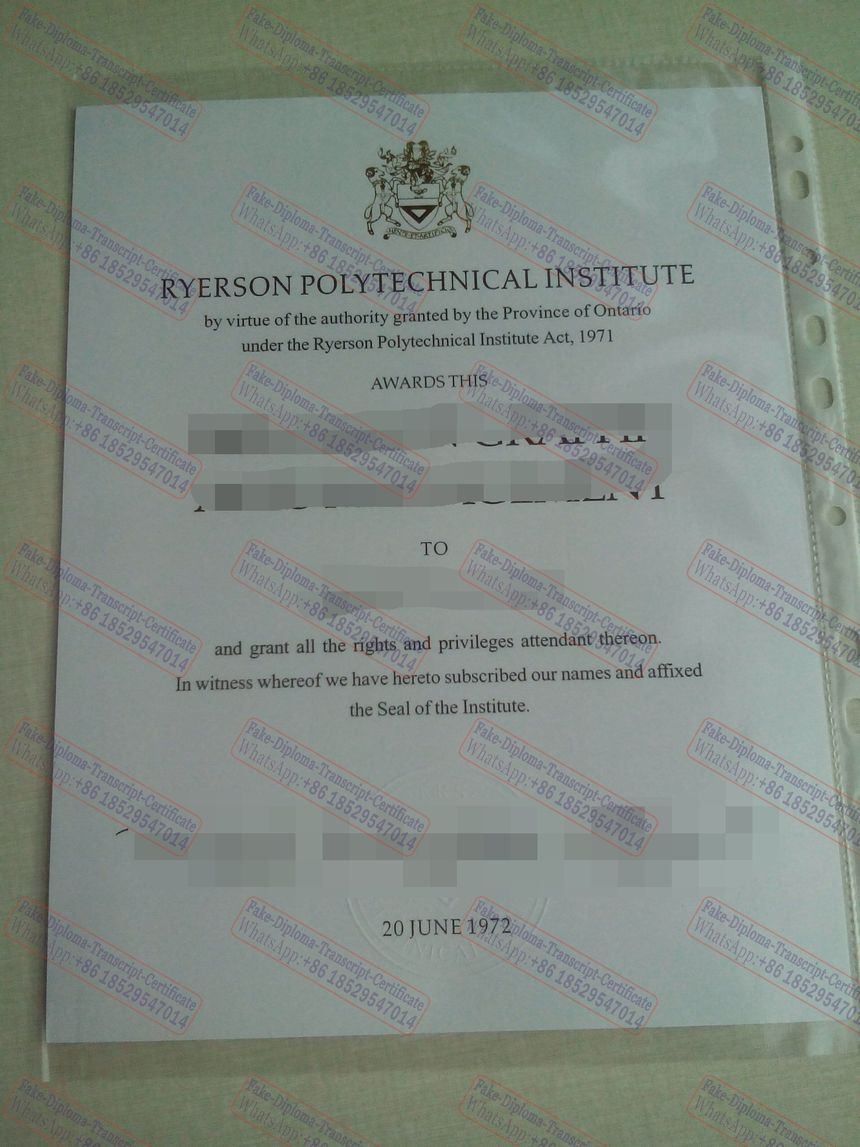 MENTE ET ARTIFICIO
RYERSON POLYTECHNICAL INSTITUTE
by virtue of the authority granted by the Province of Ontario
under the Ryerson Polytechnical Institute Act, 1971
AWARDS THIS
TO
and grant all the rights and privileges attendant thereon.
In witness whereof we have hereto subscribed our names and affixed
the Seal of the Institute.
20 JUNE 1972
Fake-Diploma-Transcript-Certificate
WhatsApp:+86 18529547014